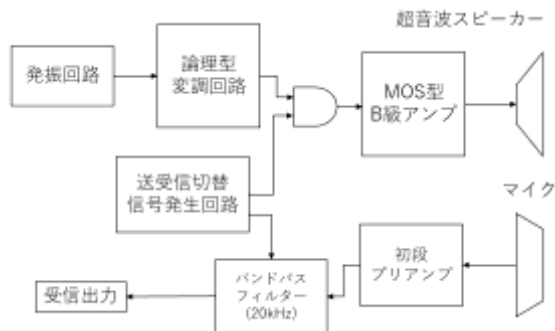 超音波スピーカー
発振回路
論理型
変調回路
MOS型
B級アンプ
送受信切替
信号発生回路
マイク
初段
プリアンプ
バンドパス
フィルター
(20kHz)
受信出力